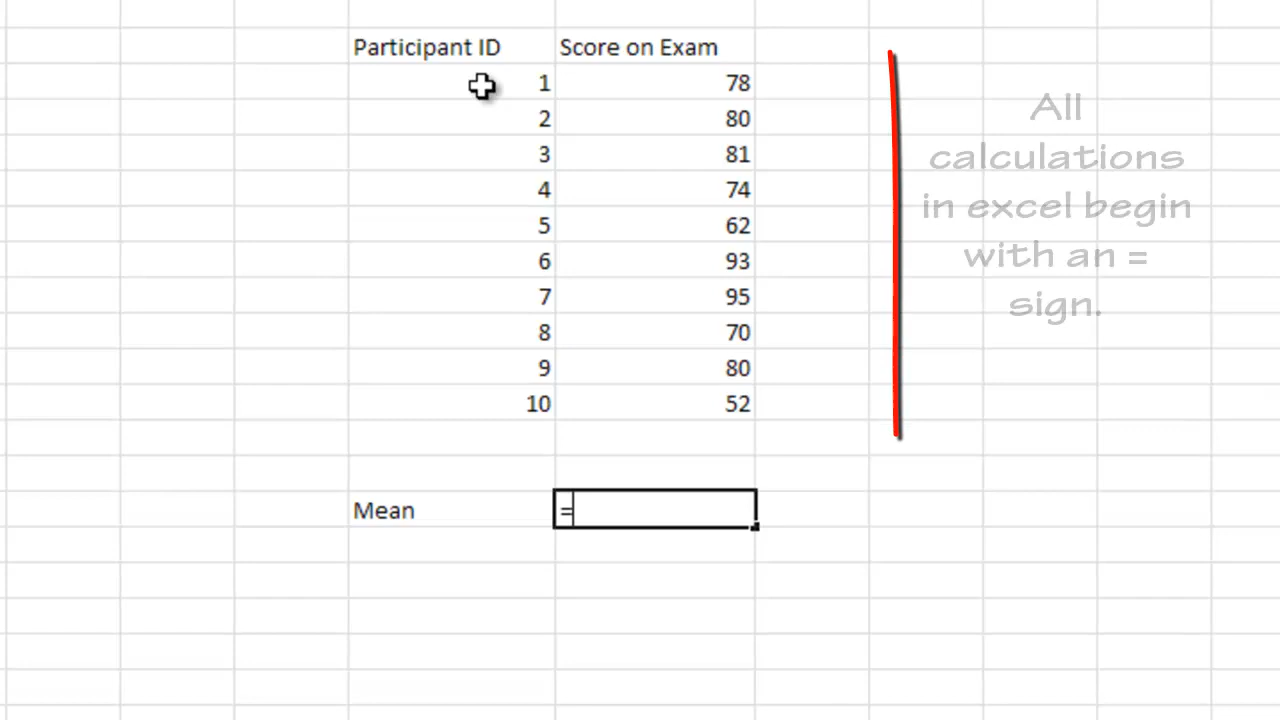 Participant ID Score on Exam
1 78
2 80
3 81
4 74
5 62
6 93
7 95
8 70
9 80
10 52
Mean =
All
calculations
in excel begin
with an =
sign.